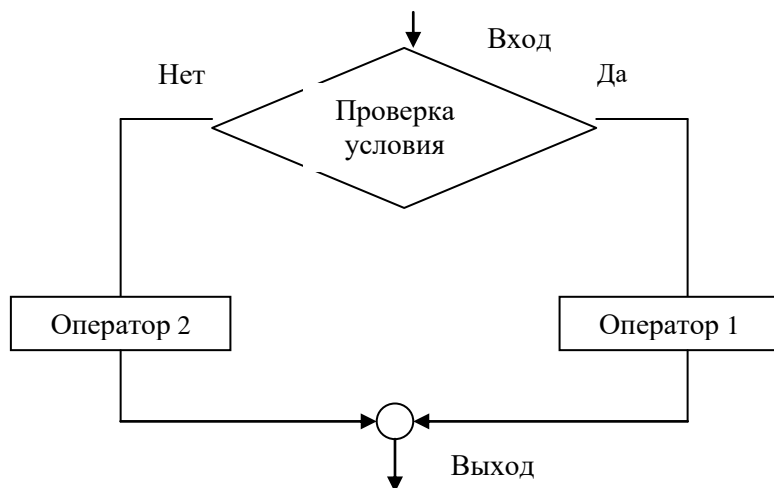 Вход
Нет
Да
Проверка
условия
Оператор 2
Оператор 1
Выход